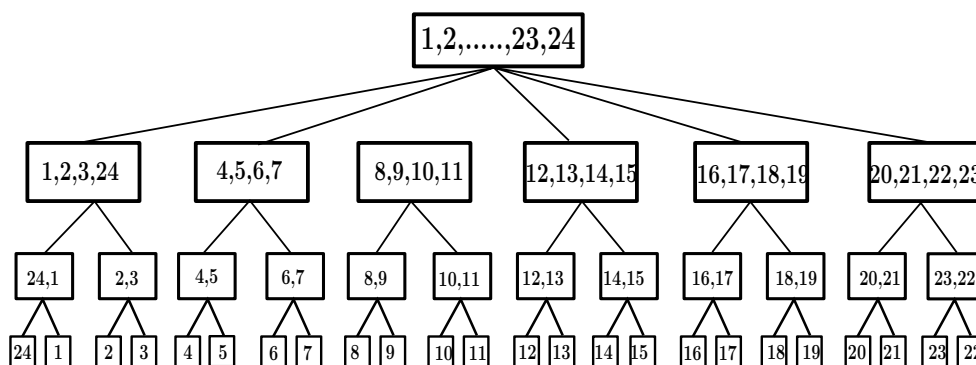 1,2,.....,23,24
1,2,3,24 4,5,6,7 8,9,10,11 12,13,14,15 16,17,18,19 20,21,22,23
24,1 2,3 4,5 6,7 8,9 10,11 12,13 14,15 16,17 18,19 20,21 23,22
24 1 2 3 4 5 6 7 8 9 10 11 12 13 14 15 16 17 18 19 20 21 23 22